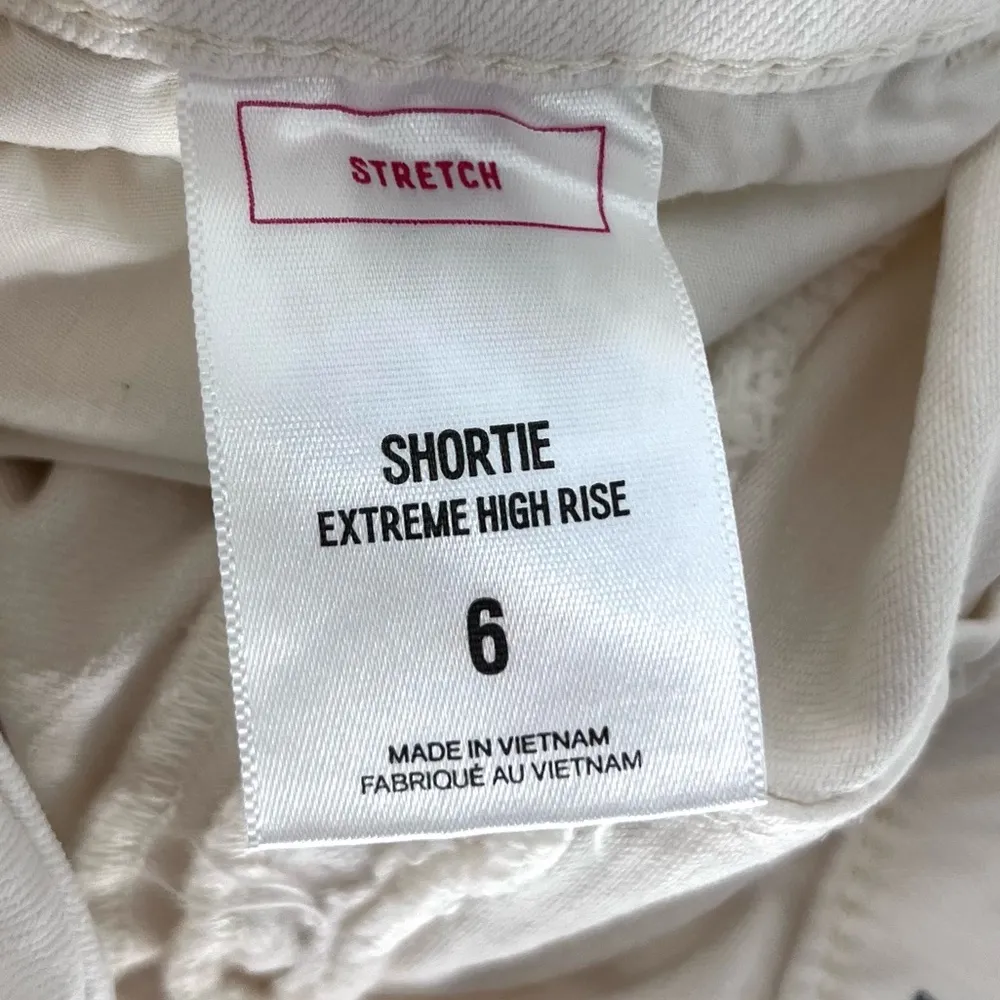 STRETCH
SHORTIE
EXTREME HIGH RISE
6
MADE IN VIETNAM
FABRIQUÉ AU VIETNAM